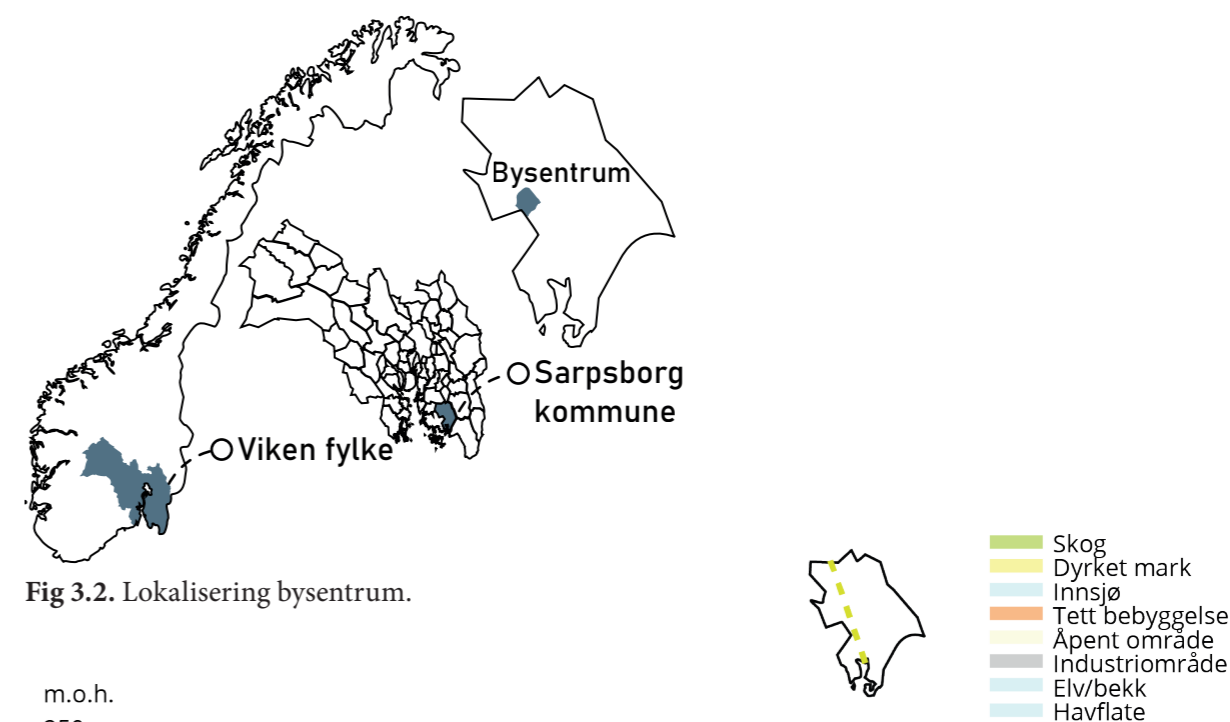 Bysentrum
Sarpsborg
kommune
Viken fylke
Fig 3.2. Lokalisering bysentrum.
Skog
Dyrket mark
Innsjø
Tett bebyggelse
Åpent område
Industriområde
Elv/bekk
Havflate
m.o.h.